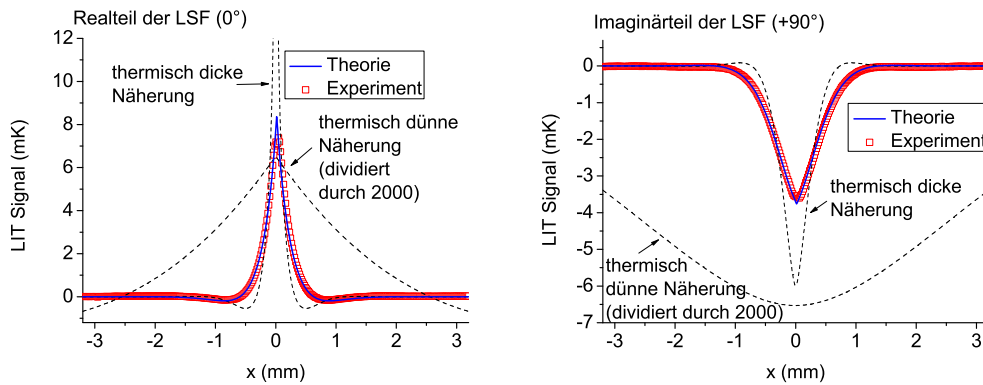 Realteil der LSF (0°)
12
10
8
6
4
2
0
LIT Signal (mK)
thermisch dicke
Näherung
Theorie
Experiment
thermisch dünne
Näherung
(dividiert
durch 2000)
-3 -2 -1 0 1 2 3
x (mm)
Imaginärteil der LSF (+90°)
0
-1
-2
-3
-4
-5
-6
-7
LIT Signal (mK)
Theorie
Experiment
thermisch dicke
Näherung
thermisch
dünne Näherung
(dividiert durch 2000)
-3 -2 -1 0 1 2 3
x (mm)